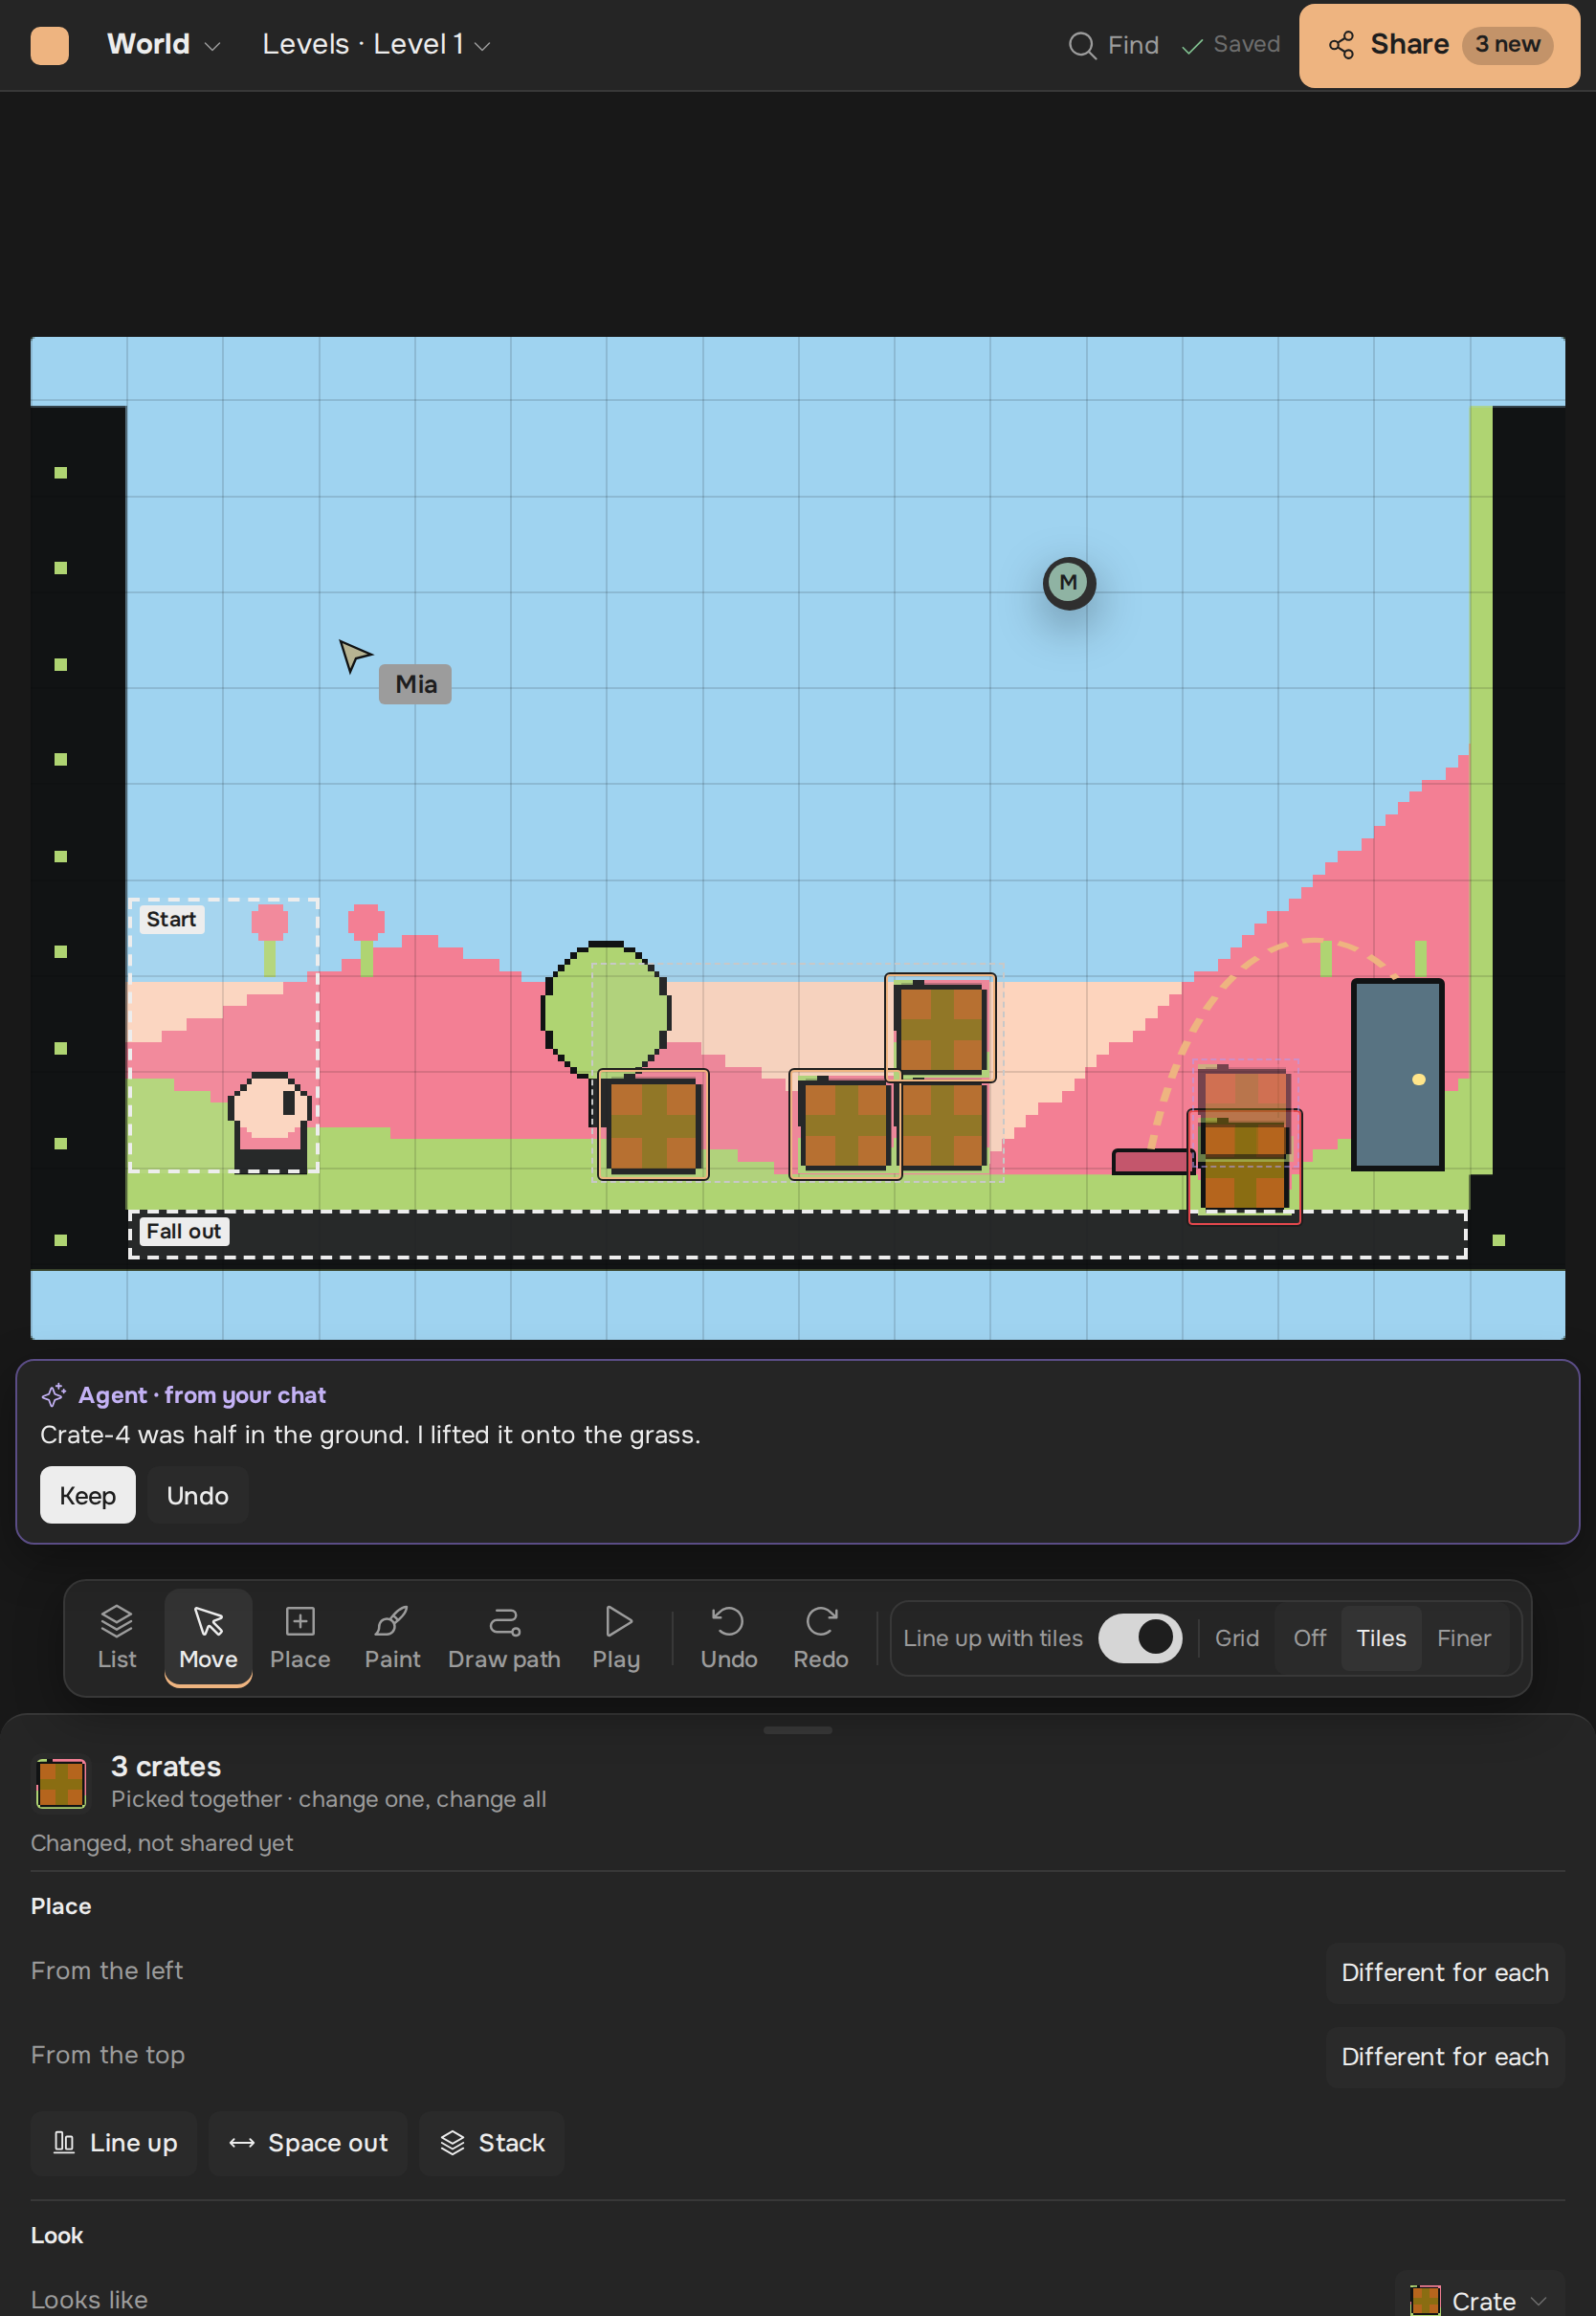 World
Levels · Level 1
Find
Saved
Share
3 new
M
Mia
Start
Fall out
Agent · from your chat
Crate-4 was half in the ground. I lifted it onto the grass.
Keep
Undo
List
Move
Place
Paint
Draw path
Play
Undo
Redo
Line up with tiles
Grid
Off
Tiles
Finer
3 crates
Picked together · change one, change all
Changed, not shared yet
Place
From the left
Different for each
From the top
Different for each
Line up
Space out
Stack
Look
Looks like
Crate